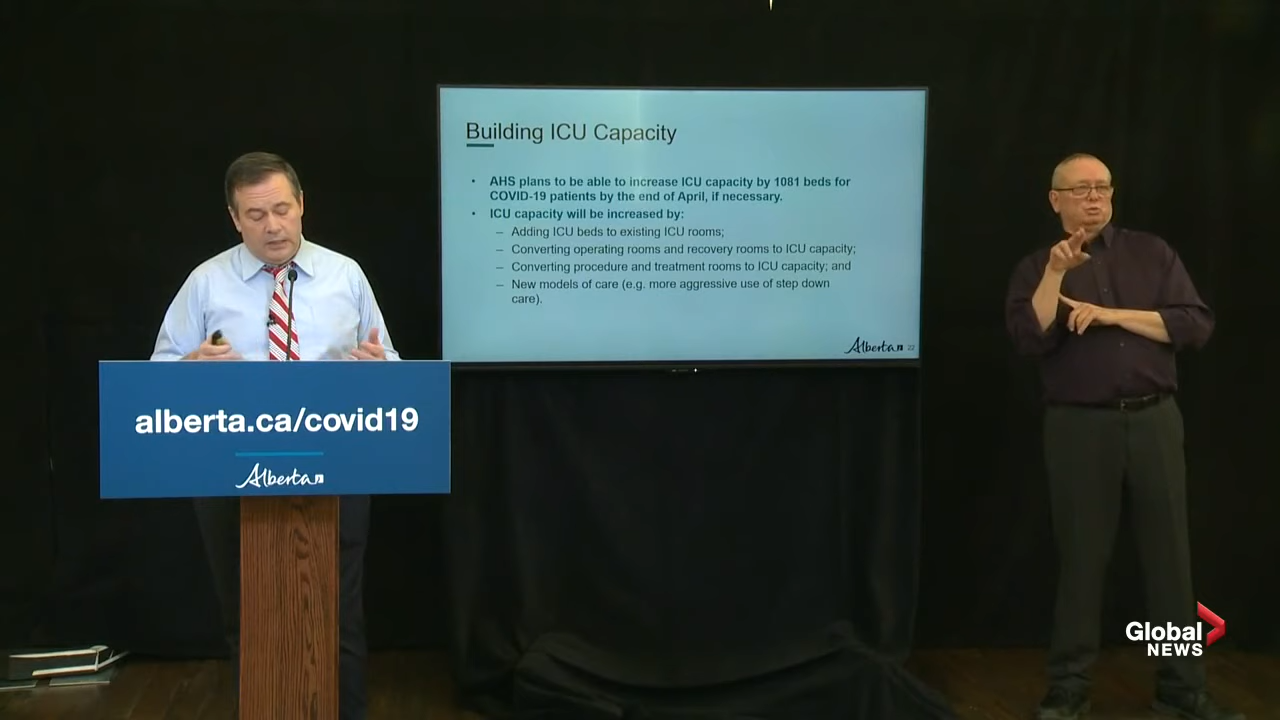 Building ICU Capacity
• AHS plans to be able to increase ICU capacity by 1081 beds for
COVID-19 patients by the end of April, if necessary.
• ICU capacity will be increased by:
– Adding ICU beds to existing ICU rooms;
– Converting operating rooms and recovery rooms to ICU capacity;
– Converting procedure and treatment rooms to ICU capacity; and
– New models of care (e.g. more aggressive use of step down
care).
Alberta 22
alberta.ca/covid19
Alberta
Global
NEWS